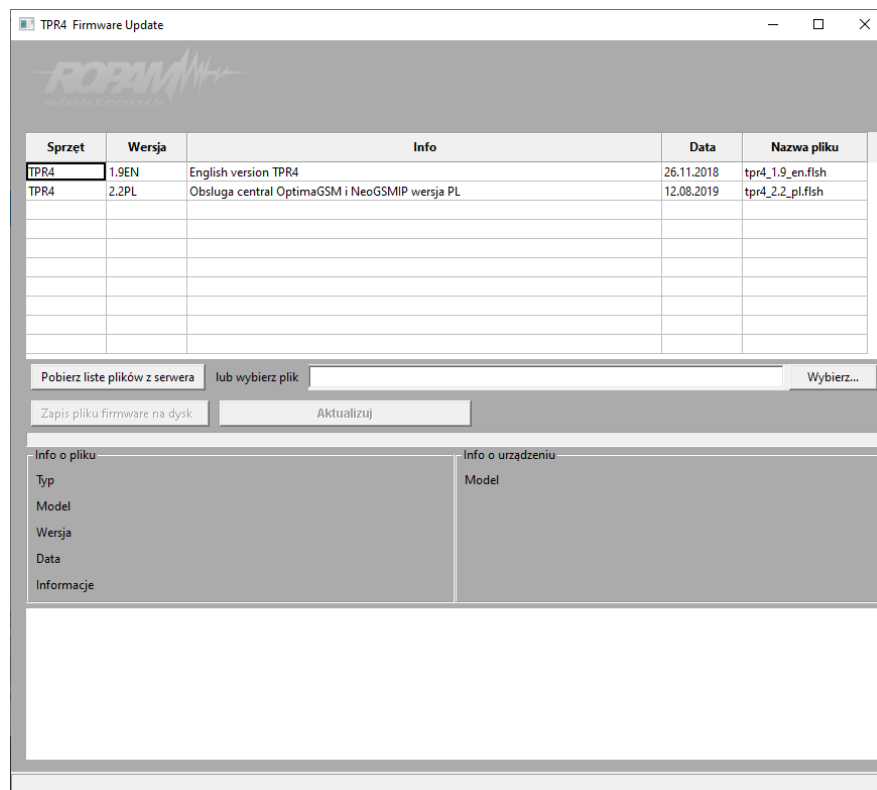 TPR4 Firmware Update
ROPAM
elektronik
Sprzęt Wersja Info Data Nazwa pliku
TPR4 1.9EN English version TPR4 26.11.2018 tpr4_1.9_en.flsh
TPR4 2.2PL Obsluga central OptimaGSM i NeoGSMIP wersja PL 12.08.2019 tpr4_2.2_pl.flsh
Pobierz liste plików z serwera lub wybierz plik Wybierz...
Zapis pliku firmware na dysk Aktualizuj
Info o pliku Info o urządzeniu
Typ Model
Model
Wersja
Data
Informacje